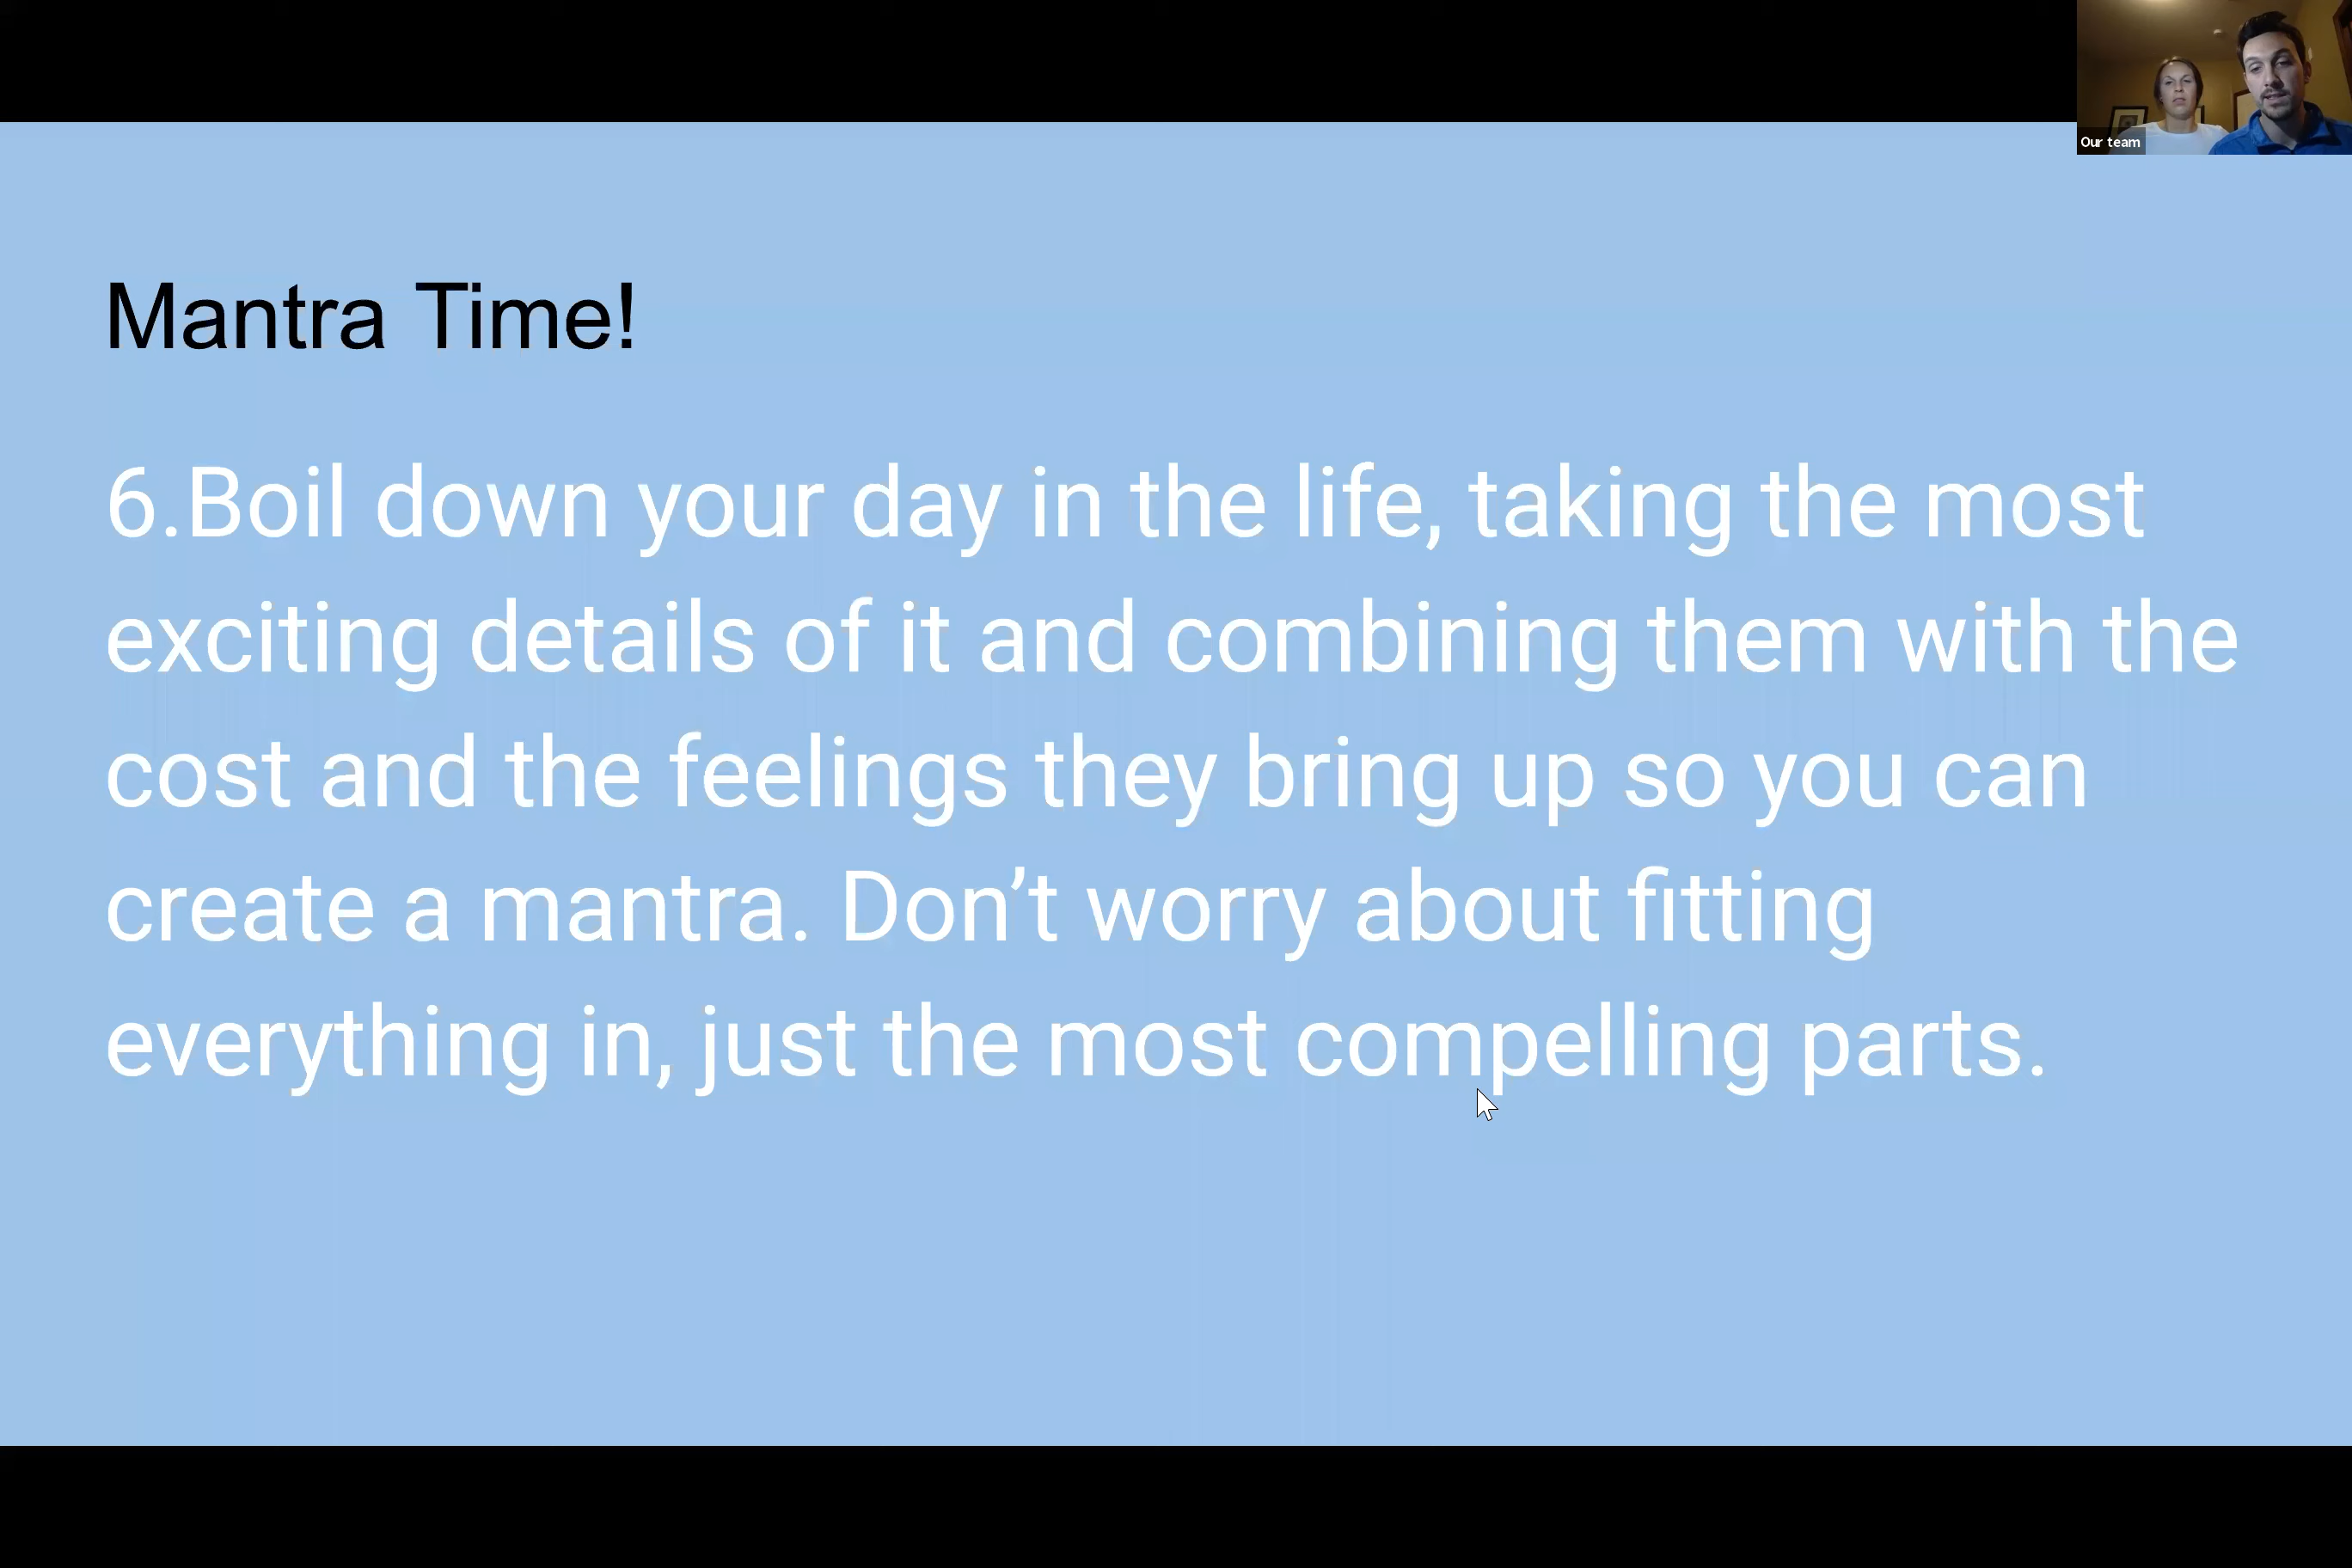 Our team
Mantra Time!
6.Boil down your day in the life, taking the most
exciting details of it and combining them with the
cost and the feelings they bring up so you can
create a mantra. Don’t worry about fitting
everything in, just the most compelling parts.